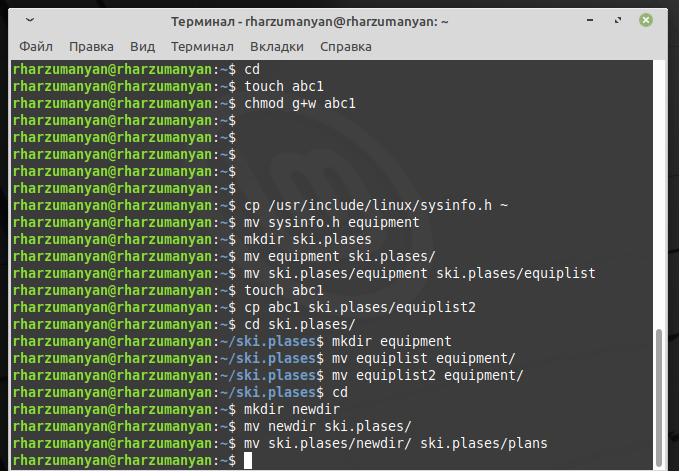 Терминал - rharzumanyan@rharzumanyan: ~
Файл Правка Вид Терминал Вкладки Справка
rharzumanyan@rharzumanyan:~$ cd
rharzumanyan@rharzumanyan:~$ touch abc1
rharzumanyan@rharzumanyan:~$ chmod g+w abc1
rharzumanyan@rharzumanyan:~$
rharzumanyan@rharzumanyan:~$
rharzumanyan@rharzumanyan:~$
rharzumanyan@rharzumanyan:~$
rharzumanyan@rharzumanyan:~$
rharzumanyan@rharzumanyan:~$ cp /usr/include/linux/sysinfo.h ~
rharzumanyan@rharzumanyan:~$ mv sysinfo.h equipment
rharzumanyan@rharzumanyan:~$ mkdir ski.plases
rharzumanyan@rharzumanyan:~$ mv equipment ski.plases/
rharzumanyan@rharzumanyan:~$ mv ski.plases/equipment ski.plases/equiplist
rharzumanyan@rharzumanyan:~$ touch abc1
rharzumanyan@rharzumanyan:~$ cp abc1 ski.plases/equiplist2
rharzumanyan@rharzumanyan:~$ cd ski.plases/
rharzumanyan@rharzumanyan:~/ski.plases$ mkdir equipment
rharzumanyan@rharzumanyan:~/ski.plases$ mv equiplist equipment/
rharzumanyan@rharzumanyan:~/ski.plases$ mv equiplist2 equipment/
rharzumanyan@rharzumanyan:~/ski.plases$ cd
rharzumanyan@rharzumanyan:~$ mkdir newdir
rharzumanyan@rharzumanyan:~$ mv newdir ski.plases/
rharzumanyan@rharzumanyan:~$ mv ski.plases/newdir/ ski.plases/plans
rharzumanyan@rharzumanyan:~$